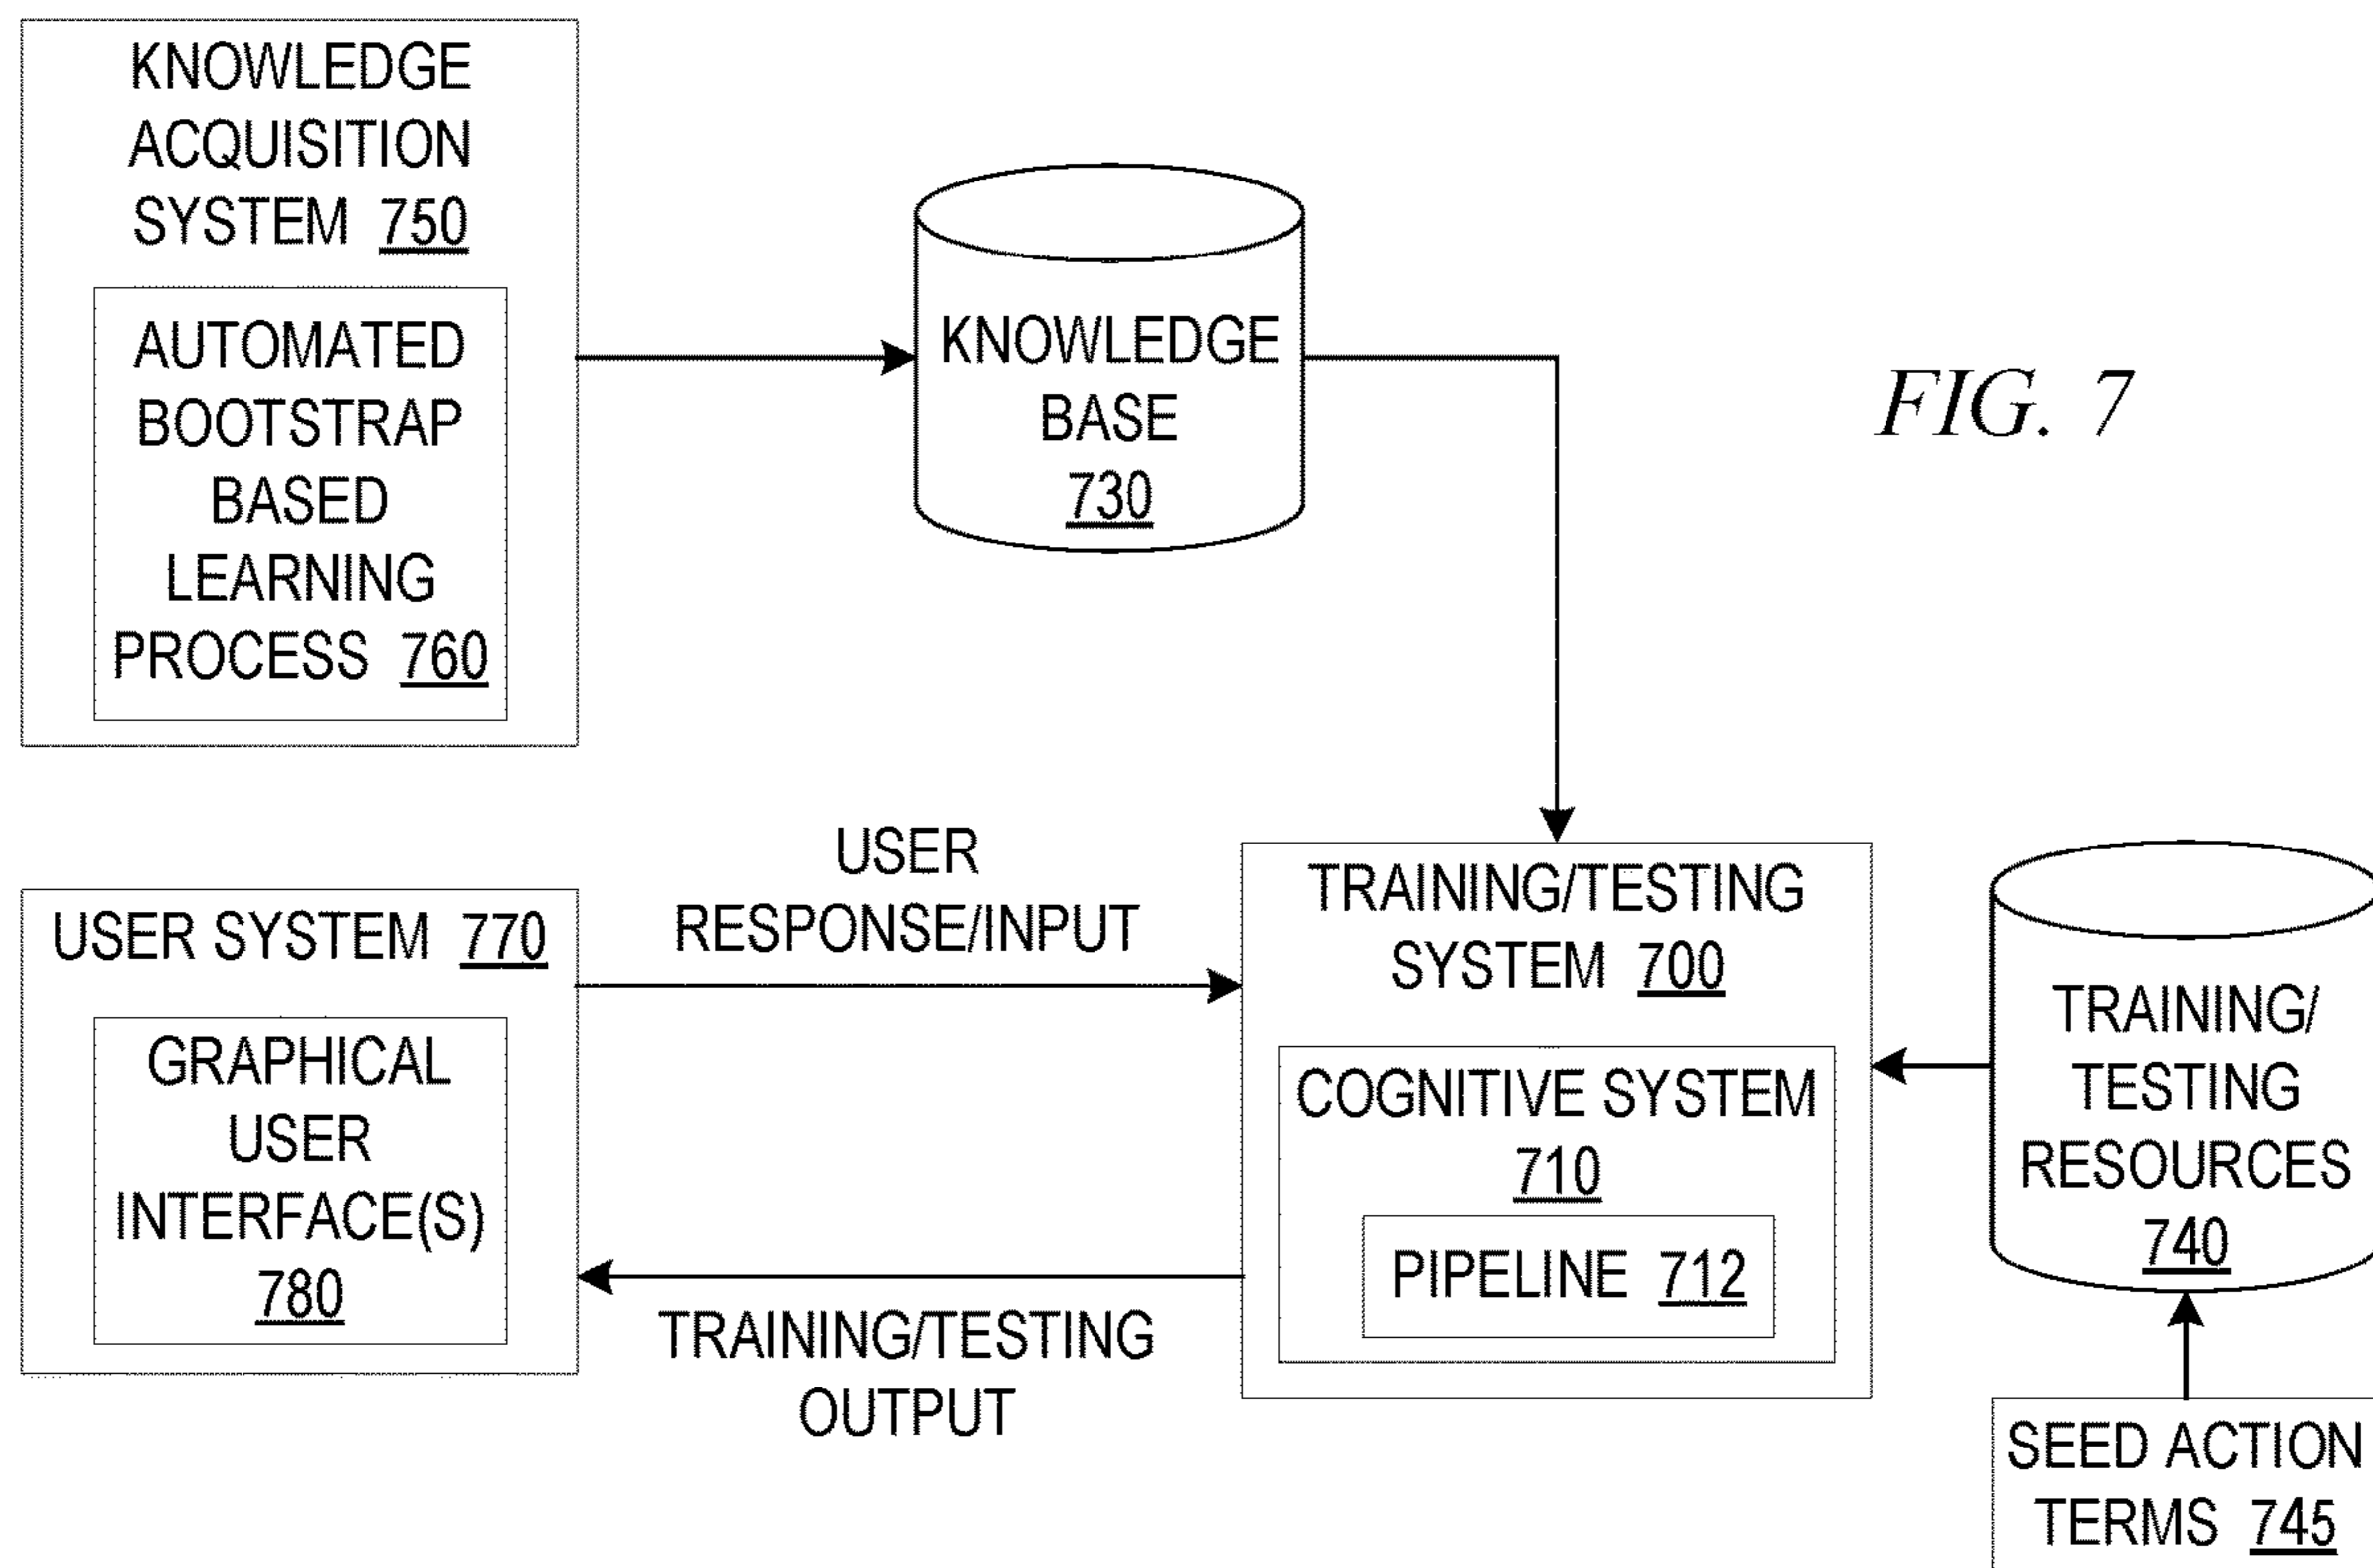 KNOWLEDGE
ACQUISITION
SYSTEM 750
AUTOMATED
BOOTSTRAP
BASED
LEARNING
PROCESS 760
KNOWLEDGE
BASE
730
FIG. 7
USER SYSTEM 770
GRAPHICAL
USER
INTERFACE(S)
780
USER
RESPONSE/INPUT
TRAINING/TESTING
OUTPUT
TRAINING/TESTING
SYSTEM 700
COGNITIVE SYSTEM
710
PIPELINE 712
TRAINING/
TESTING
RESOURCES
740
SEED ACTION
TERMS 745